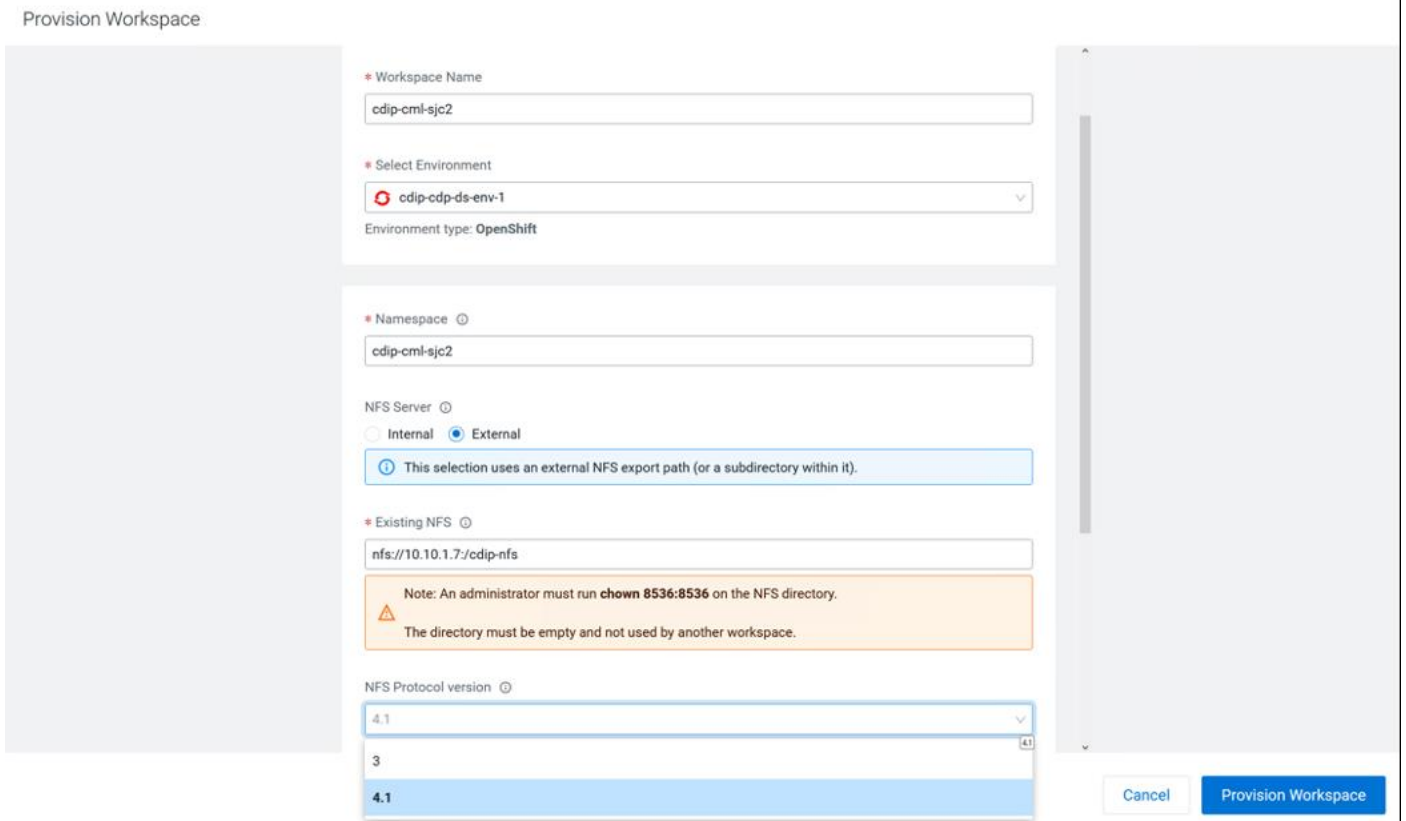 Provision Workspace
* Workspace Name
cdip-cml-sjc2
* Select Environment
cdip-cdp-ds-env-1
Environment type: OpenShift
* Namespace
cdip-cml-sjc2
NFS Server
Internal External
This selection uses an external NFS export path (or a subdirectory within it).
* Existing NFS
nfs://10.10.1.7:/cdip-nfs
Note: An administrator must run chown 8536:8536 on the NFS directory.
The directory must be empty and not used by another workspace.
NFS Protocol version
4.1
4.1
3
4.1
Cancel Provision Workspace